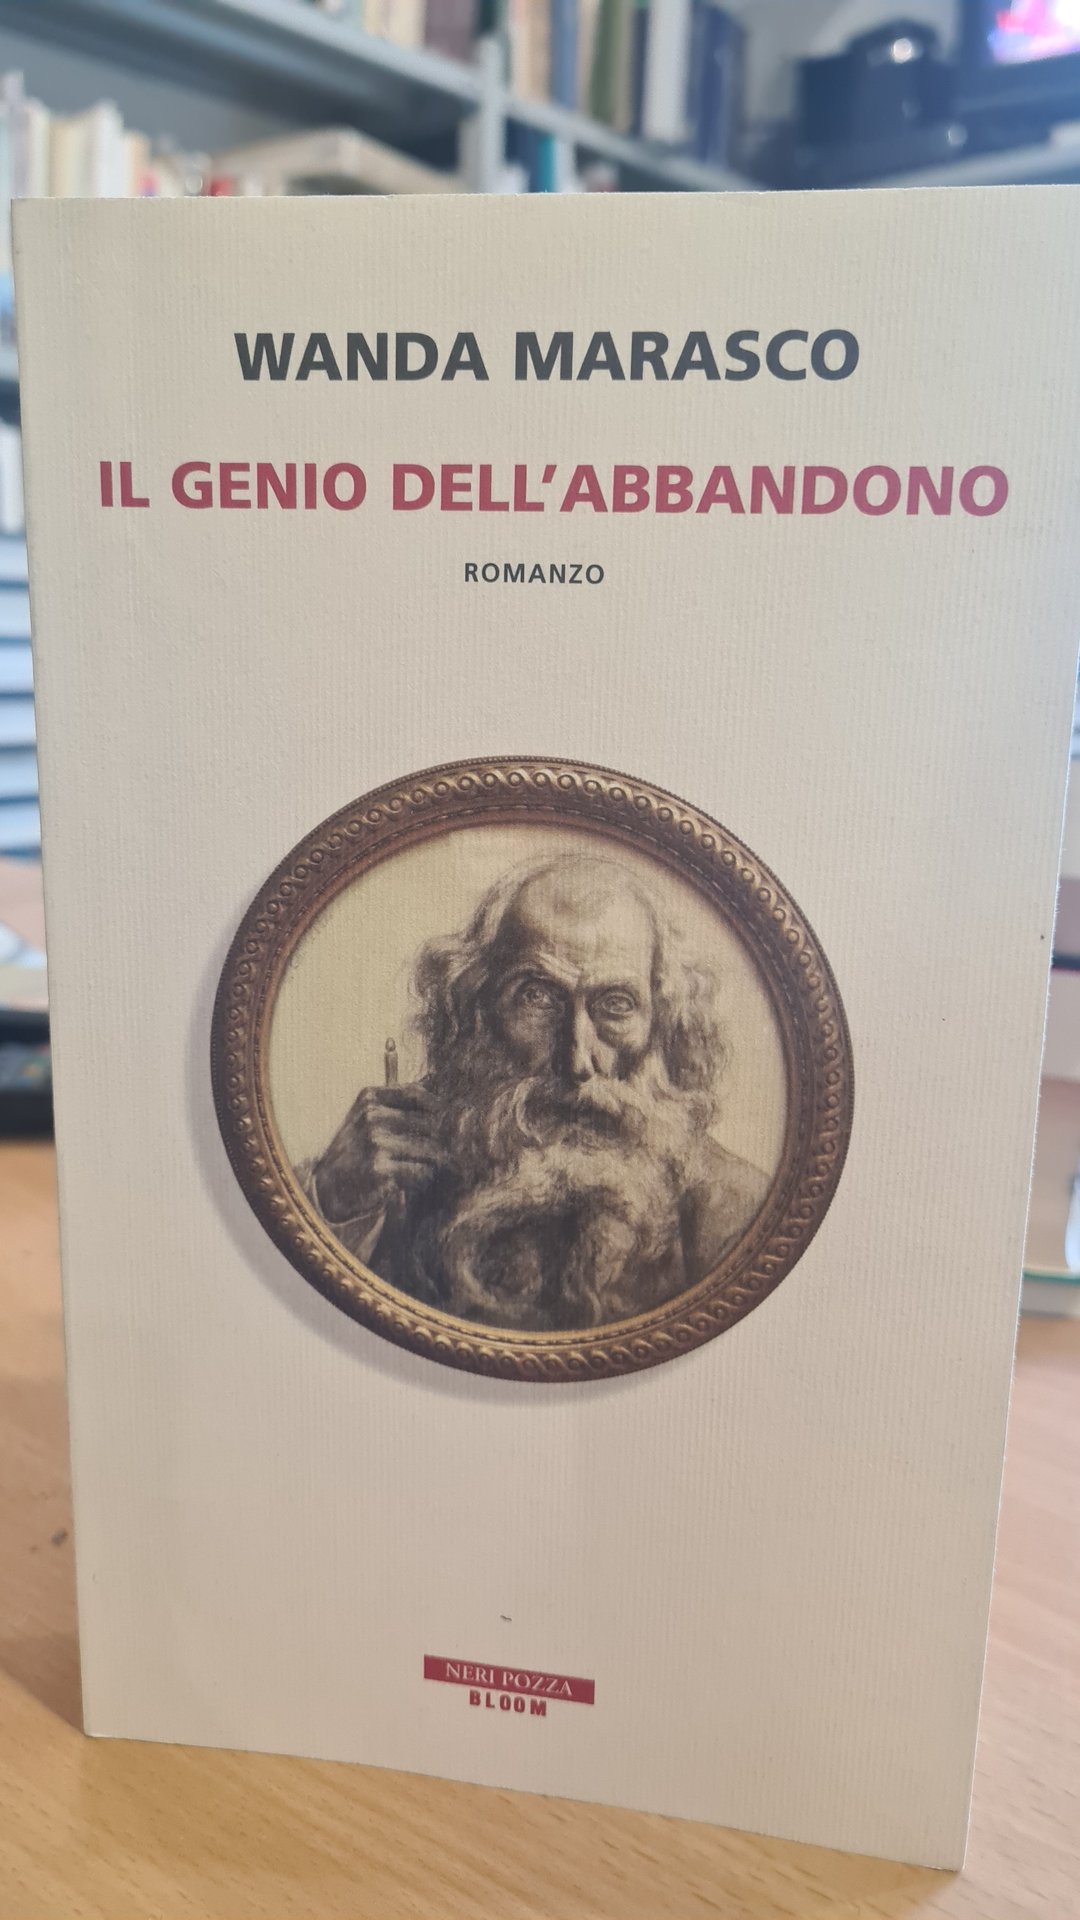 WANDA MARASCO
IL GENIO DELL'ABBANDONO
ROMANZO
NERI POZZA
BLOOM